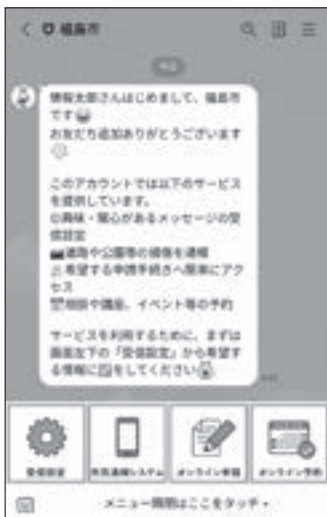 福島市
今日
情報太郎さんはじめまして、福島市
です
お友だち追加ありがとうございます
このアカウントでは以下のサービス
を提供しています。
◎興味・関心があるメッセージの受
信設定
道路や公園等の損傷を通報
希望する申請手続きへ簡単にアク
セス
相談や講座、イベント等の予約
サービスを利用するために、まずは
画面左下の「受信設定」から希望す
る情報に☑をしてください
受信設定
市民通報システム
オンライン申請
オンライン予約
メニュー開閉はここをタッチ